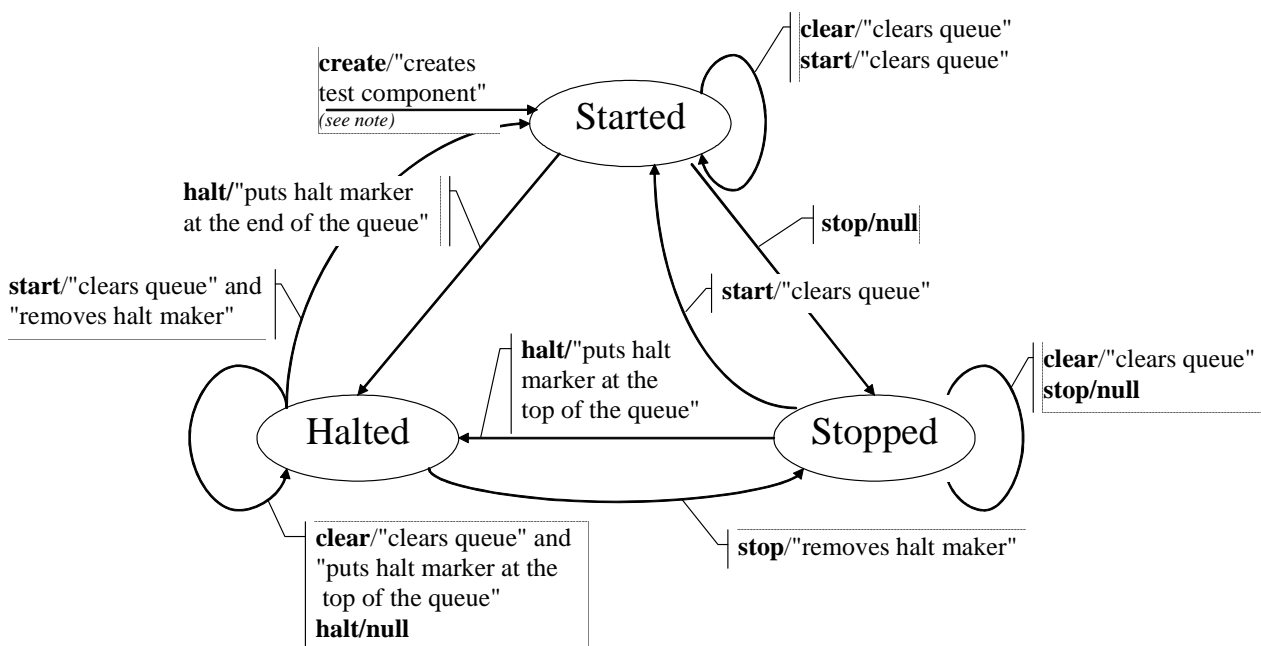 clear/"clears queue"
start/"clears queue"
create/"creates
test component"
(see note)
Started
halt/"puts halt marker
at the end of the queue"
stop/null
start/"clears queue" and
"removes halt maker"
start/"clears queue"
halt/"puts halt
marker at the
top of the queue"
clear/"clears queue"
stop/null
Halted
Stopped
clear/"clears queue" and
"puts halt marker at the
top of the queue"
halt/null
stop/"removes halt maker"